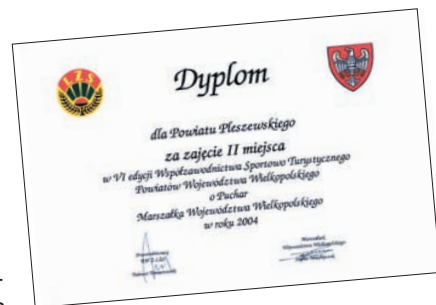 LZS
Dyplom
dla Powiatu Pleszewskiego
za zajęcie II miejsca
w VI edycji Współzawodnictwa Sportowo Turystycznego
Powiatów Województwa Wielkopolskiego
o Puchar
Marszałka Województwa Wielkopolskiego
w roku 2004